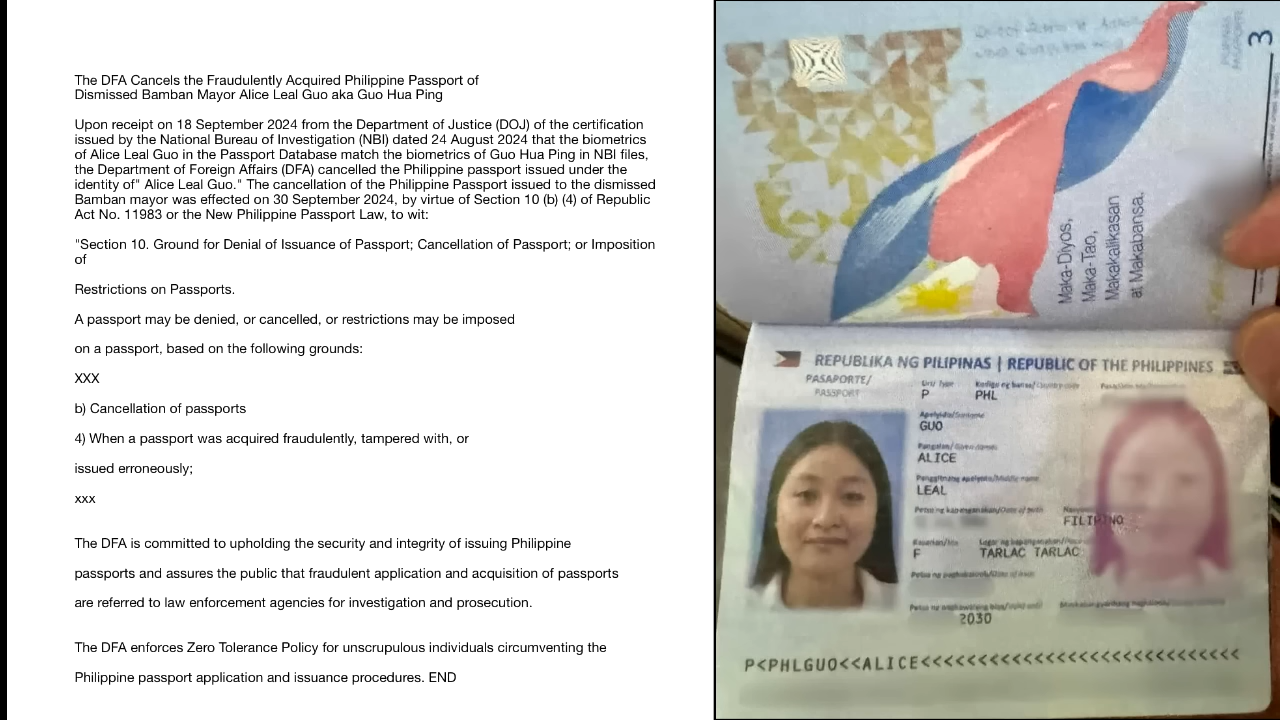 The DFA Cancels the Fraudulently Acquired Philippine Passport of
Dismissed Bamban Mayor Alice Leal Guo aka Guo Hua Ping
Upon receipt on 18 September 2024 from the Department of Justice (DOJ) of the certification
issued by the National Bureau of Investigation (NBI) dated 24 August 2024 that the biometrics
of Alice Leal Guo in the Passport Database match the biometrics of Guo Hua Ping in NBI files,
the Department of Foreign Affairs (DFA) cancelled the Philippine passport issued under the
identity of" Alice Leal Guo." The cancellation of the Philippine Passport issued to the dismissed
Bamban mayor was effected on 30 September 2024, by virtue of Section 10 (b) (4) of Republic
Act No. 11983 or the New Philippine Passport Law, to wit:
"Section 10. Ground for Denial of Issuance of Passport; Cancellation of Passport; or Imposition
of
Restrictions on Passports.
A passport may be denied, or cancelled, or restrictions may be imposed
on a passport, based on the following grounds:
XXX
b) Cancellation of passports
4) When a passport was acquired fraudulently, tampered with, or
issued erroneously;
xxx
The DFA is committed to upholding the security and integrity of issuing Philippine
passports and assures the public that fraudulent application and acquisition of passports
are referred to law enforcement agencies for investigation and prosecution.
The DFA enforces Zero Tolerance Policy for unscrupulous individuals circumventing the
Philippine passport application and issuance procedures. END
3
PILIPINAS
PASAPORTE
Maka-Diyos,
Maka-Tao,
Makakalikasan
at Makabansa.
REPUBLIKA NG PILIPINAS | REPUBLIC OF THE PHILIPPINES
PASAPORTE/
PASSPORT
P
PHL
Apelyido/Surname
GUO
ALICE
Panggitnang apelyido/Middle name
LEAL
FILIPINO
F
TARLAC TARLAC
2030
P<PHLGUO<<ALICE<<<<<<<<<<<<<<<<<<<<<<<<<<<<<